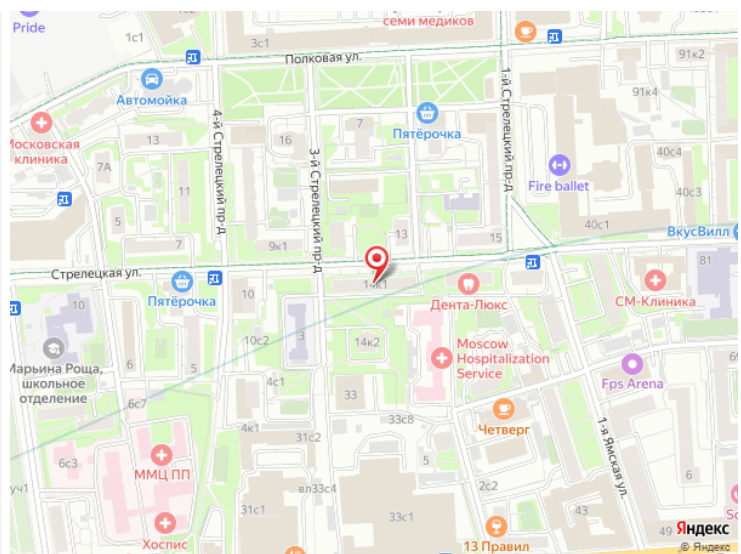 Pride
1с1
3с1
семи медиков
Полковая ул.
91к2
91к4
Автомойка
4-й Стрелецкий пр-д
3-й Стрелецкий пр-д
1-й Стрелецкий пр-д
16
7
Пятёрочка
Московская
клиника
13
7А
11
5
7
9к1
13
15
40с4
40с1
Fire ballet
ВкусВилл
81
Стрелецкая ул.
Пятёрочка
14к1
Дента-Люкс
СМ-Клиника
10
10с2
3
14к2
Moscow
Hospitalization
Service
Марьина Роща,
школьное
отделение
6
4с1
6с7
33
33с8
Четверг
Fps Arena
1-я Ямская ул.
31с2
6с3
ММЦ ПП
вл33с4
5
2с2
6
Хоспис
31с1
33с1
13 Правил
43
49
Яндекс
© Яндекс